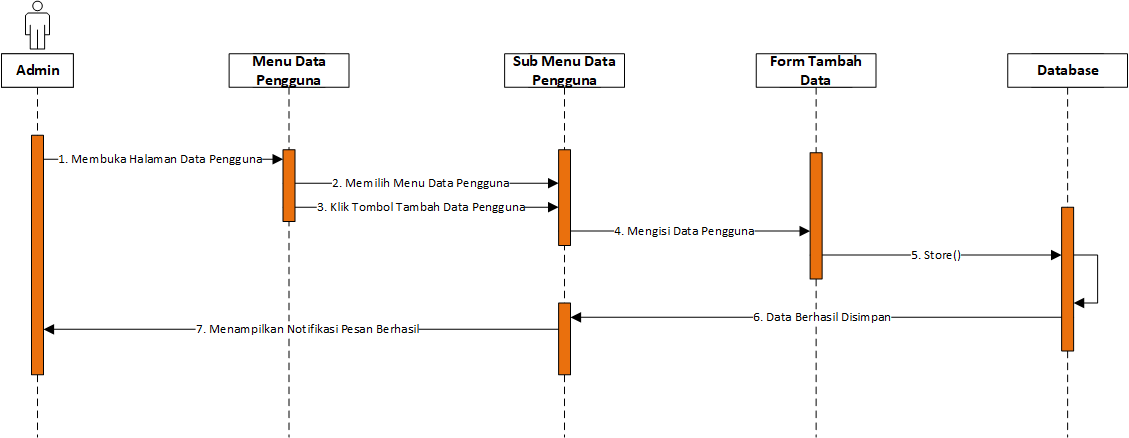 Admin
Menu Data
Pengguna
Sub Menu Data
Pengguna
Form Tambah
Data
Database
1. Membuka Halaman Data Pengguna
2. Memilih Menu Data Pengguna
3. Klik Tombol Tambah Data Pengguna
4. Mengisi Data Pengguna
5. Store()
6. Data Berhasil Disimpan
7. Menampilkan Notifikasi Pesan Berhasil